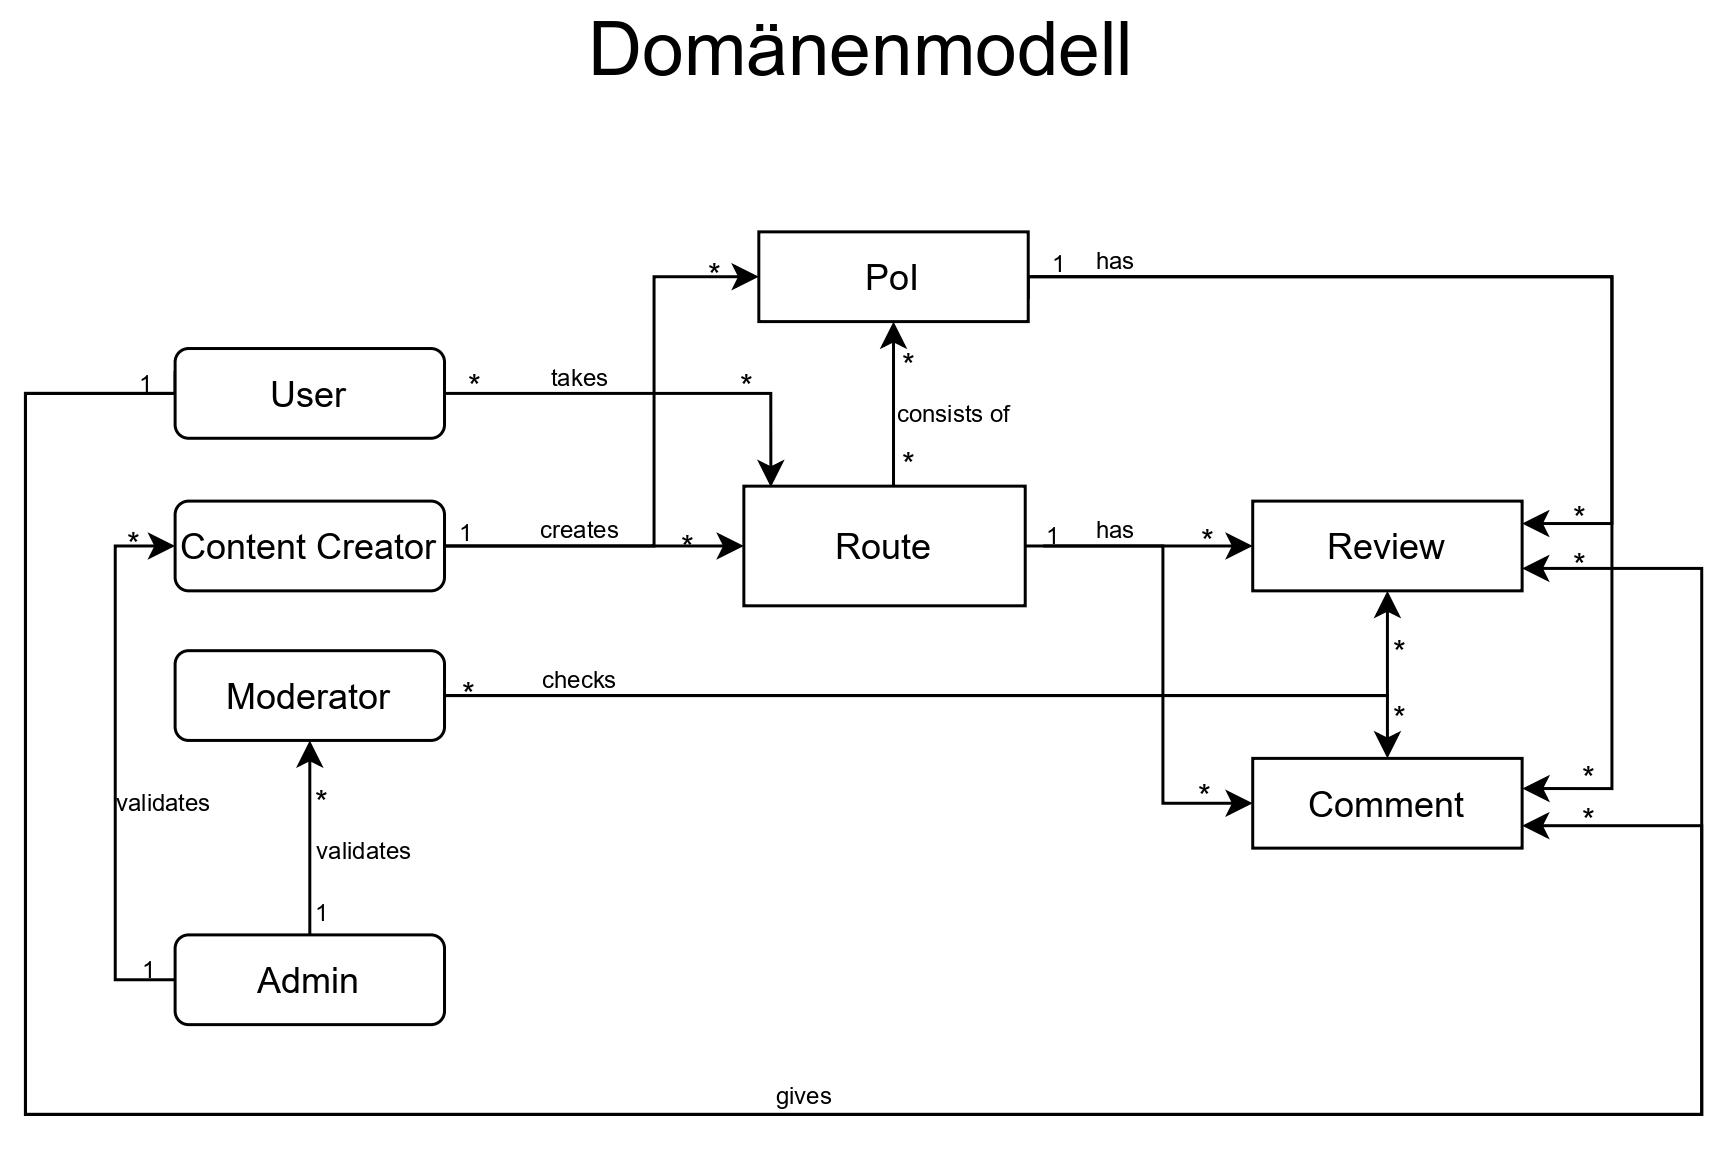 Domänenmodell
PoI
1
has
*
User
1
*
takes
*
*
consists of
*
Content Creator
*
1
creates
*
Route
1
has
*
Review
*
*
Moderator
*
checks
*
*
validates
*
validates
1
*
Comment
*
*
Admin
1
gives